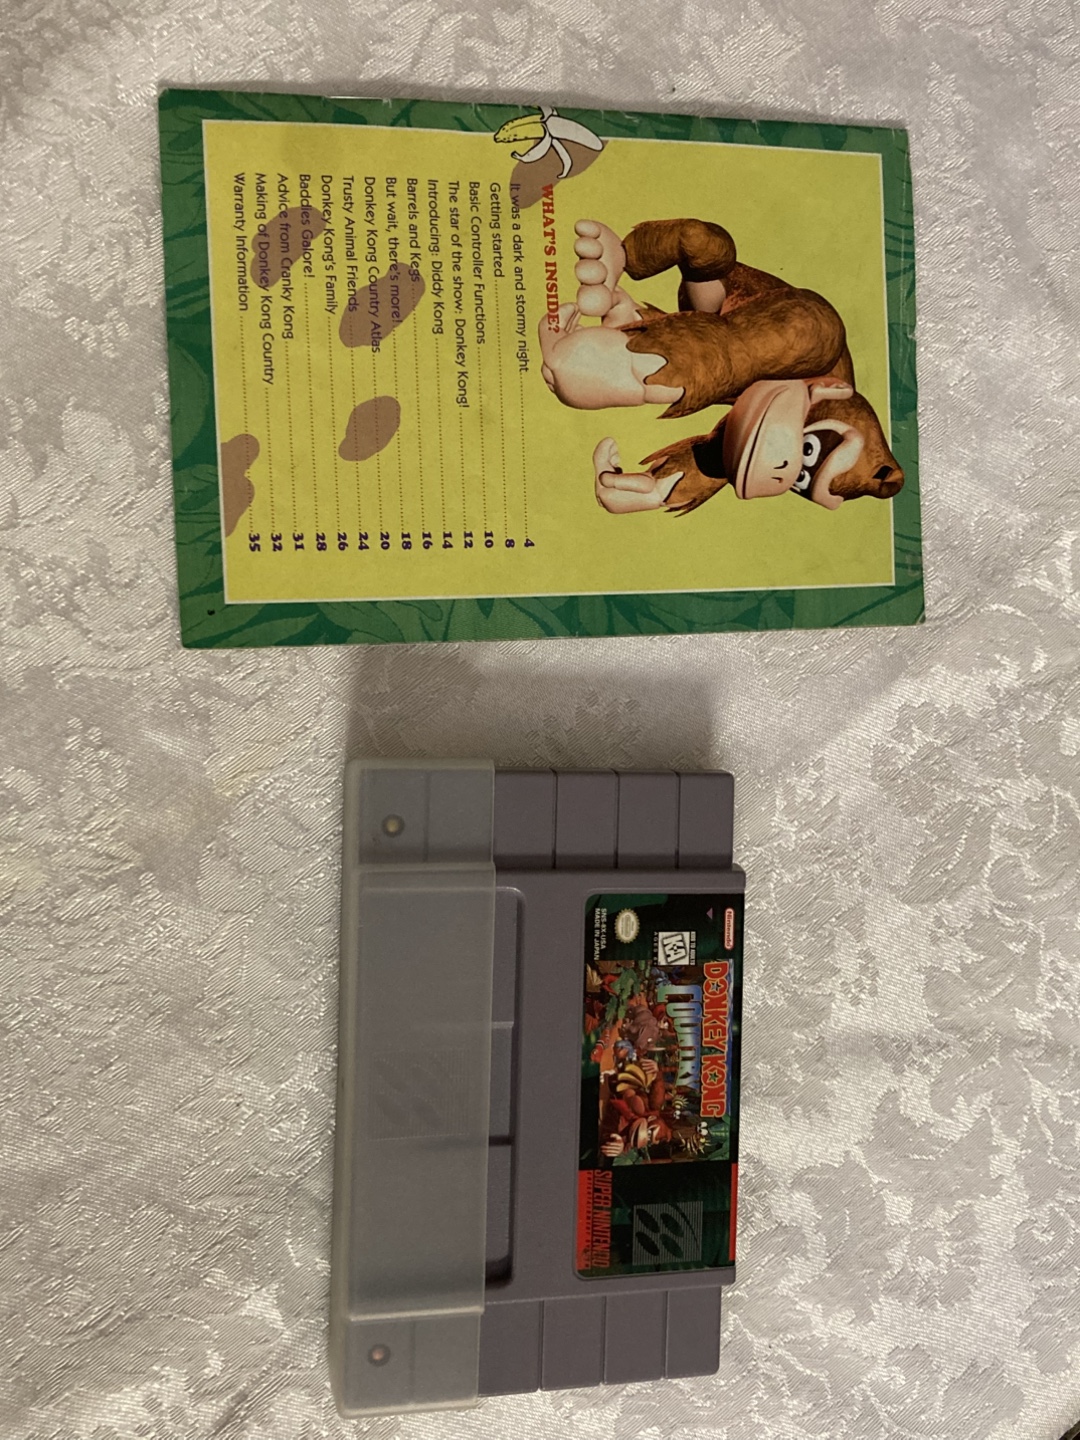 WHAT'S INSIDE?
It was a dark and stormy night 4
Getting started 8
Basic Controller Functions 10
The star of the show: Donkey Kong! 12
Introducing: Diddy Kong 14
Barrels and Kegs 16
But wait, there's more! 18
Donkey Kong Country Atlas 20
Trusty Animal Friends 24
Donkey Kong's Family 26
Baddies Galore! 28
Advice from Cranky Kong 31
Making of Donkey Kong Country 32
Warranty Information 35
Nintendo
DONKEY KONG
COUNTRY
K-A
SNS-8X-USA
MADE IN JAPAN
SUPER NINTENDO